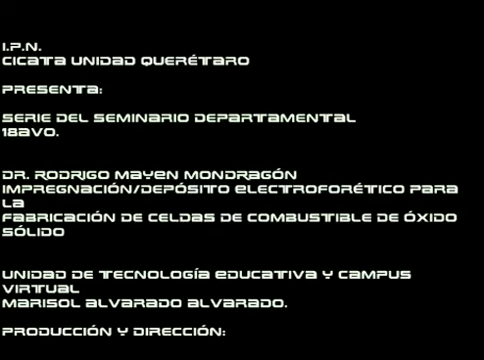 I.P.N.
CICATA UNIDAD QUERÉTARO
PRESENTA:
SERIE DEL SEMINARIO DEPARTAMENTAL
18AVO.
DR. RODRIGO MAYEN MONDRAGÓN
IMPREGNACIÓN/DEPÓSITO ELECTROFORÉTICO PARA
LA
FABRICACIÓN DE CELDAS DE COMBUSTIBLE DE ÓXIDO
SÓLIDO
UNIDAD DE TECNOLOGÍA EDUCATIVA Y CAMPUS
VIRTUAL
MARISOL ALVARADO ALVARADO.
PRODUCCIÓN Y DIRECCIÓN: